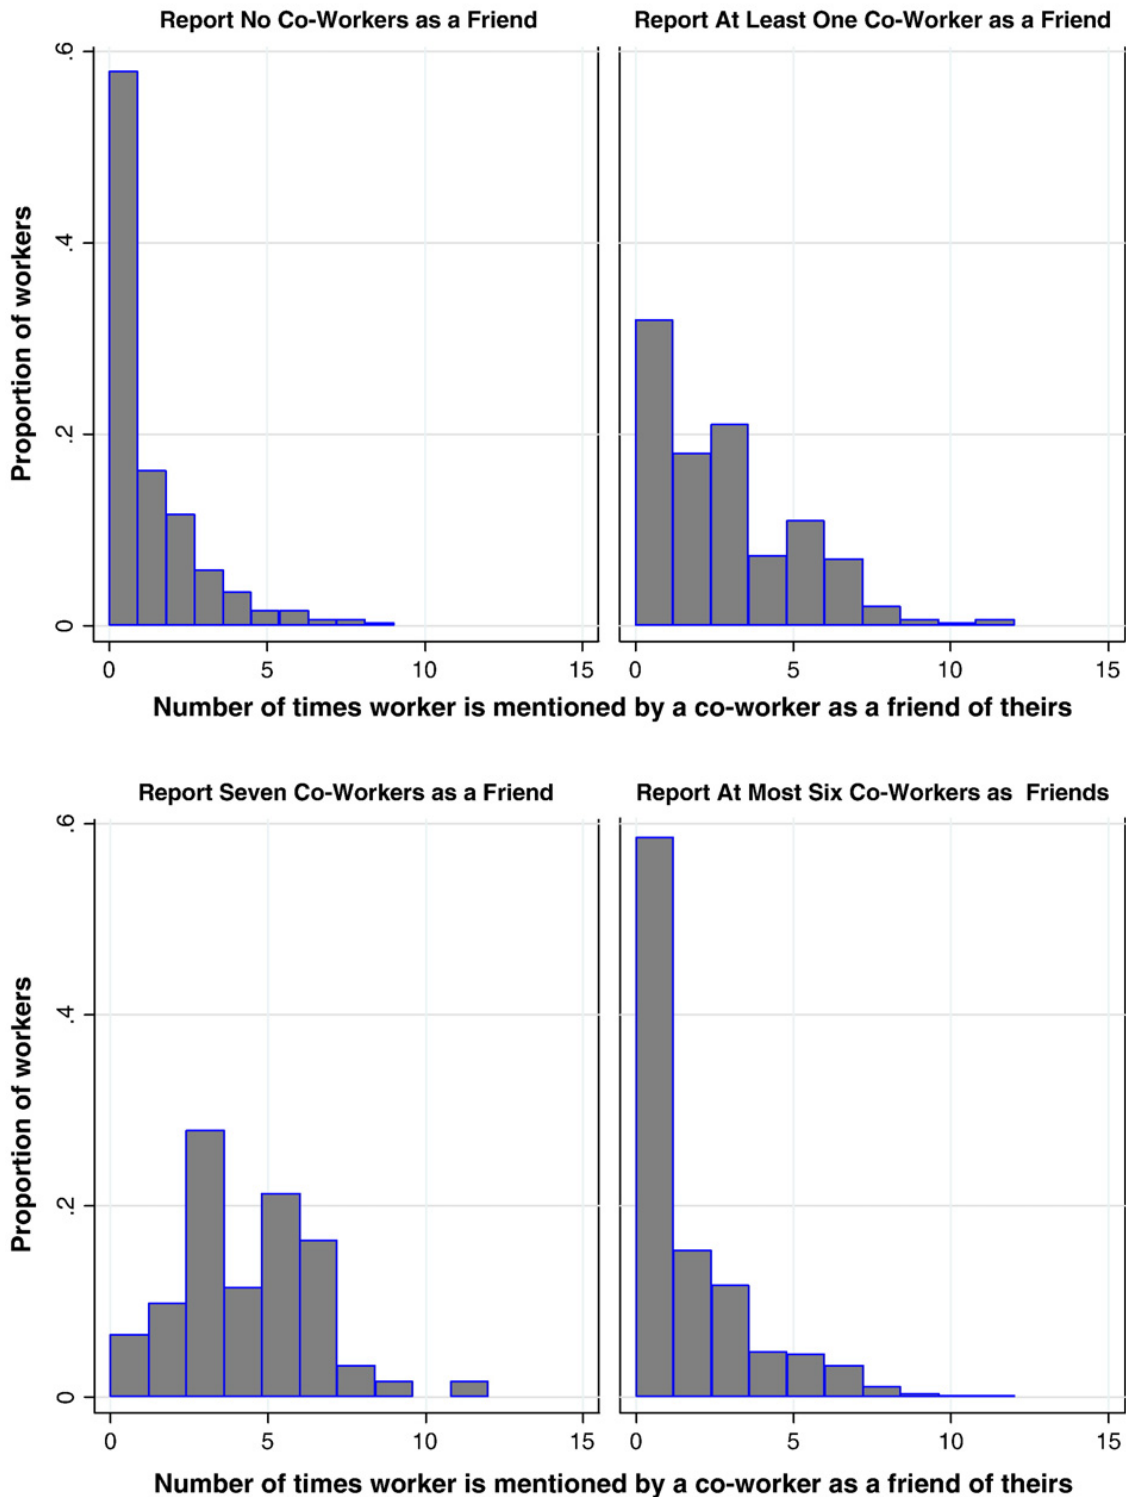 Report No Co-Workers as a Friend
Report At Least One Co-Worker as a Friend
Proportion of workers
.6
.4
.2
0
0 5 10 15
0 5 10 15
Number of times worker is mentioned by a co-worker as a friend of theirs
Report Seven Co-Workers as a Friend
Report At Most Six Co-Workers as Friends
Proportion of workers
.6
.4
.2
0
0 5 10 15
0 5 10 15
Number of times worker is mentioned by a co-worker as a friend of theirs